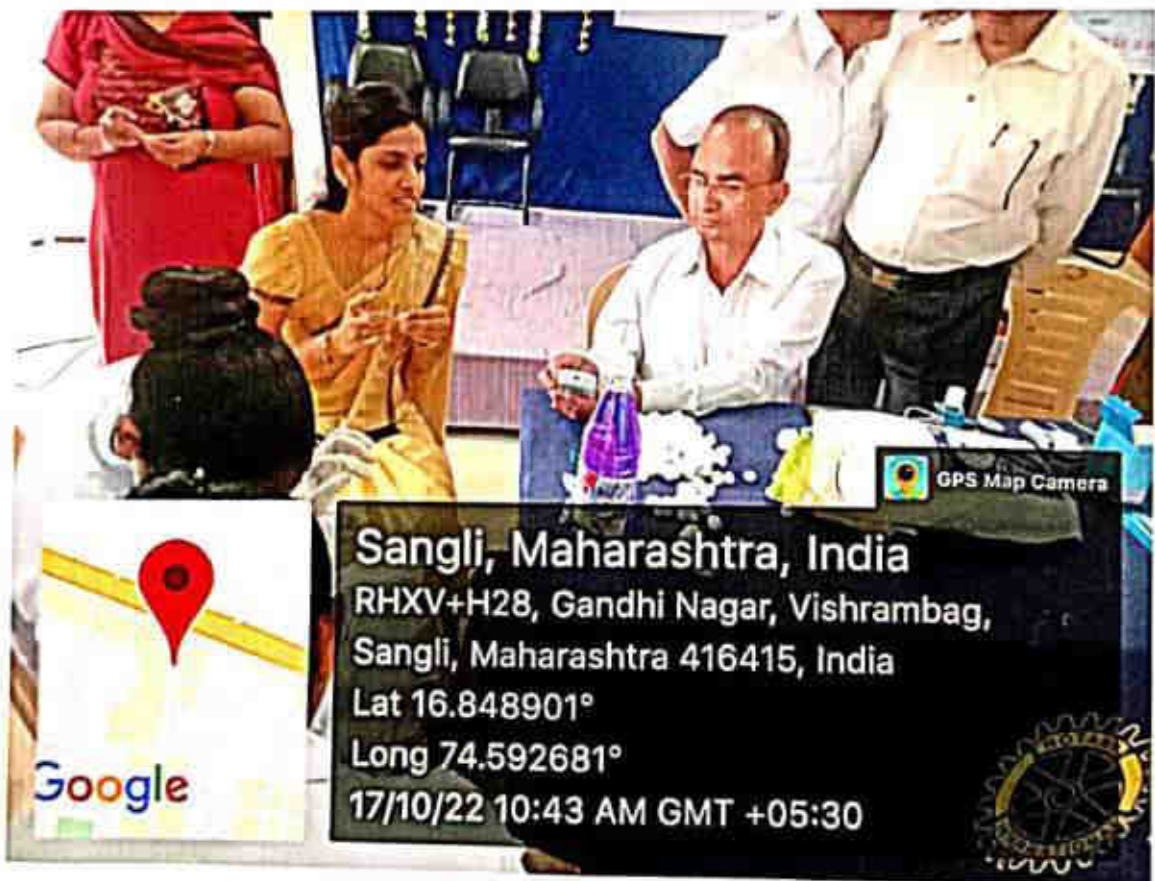 GPS Map Camera
Sangli, Maharashtra, India
RHXV+H28, Gandhi Nagar, Vishrambag,
Sangli, Maharashtra 416415, India
Lat 16.848901°
Long 74.592681°
17/10/22 10:43 AM GMT +05:30
Google
ROTARY